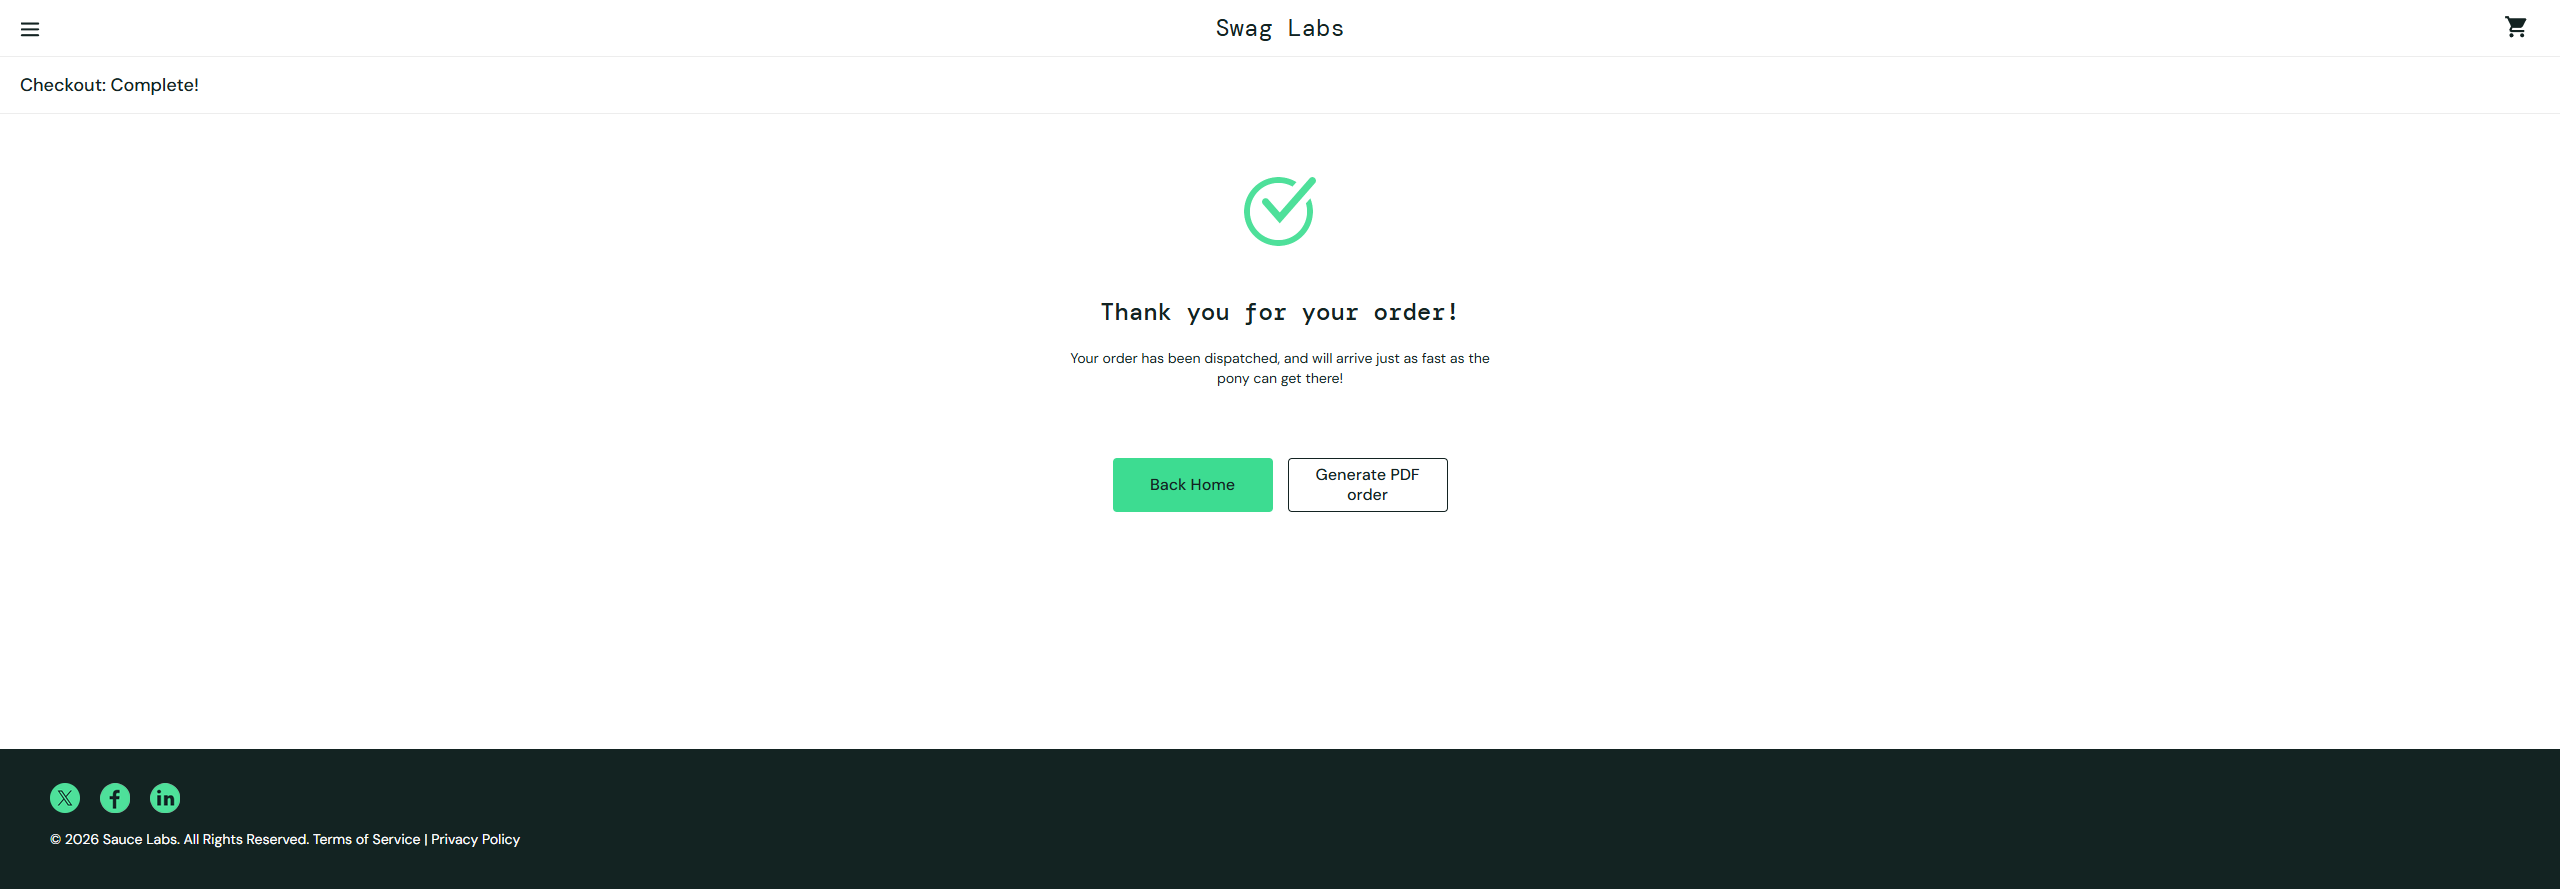 Swag Labs
Checkout: Complete!
Thank you for your order!
Your order has been dispatched, and will arrive just as fast as the
pony can get there!
Back Home
Generate PDF
order
© 2026 Sauce Labs. All Rights Reserved. Terms of Service | Privacy Policy